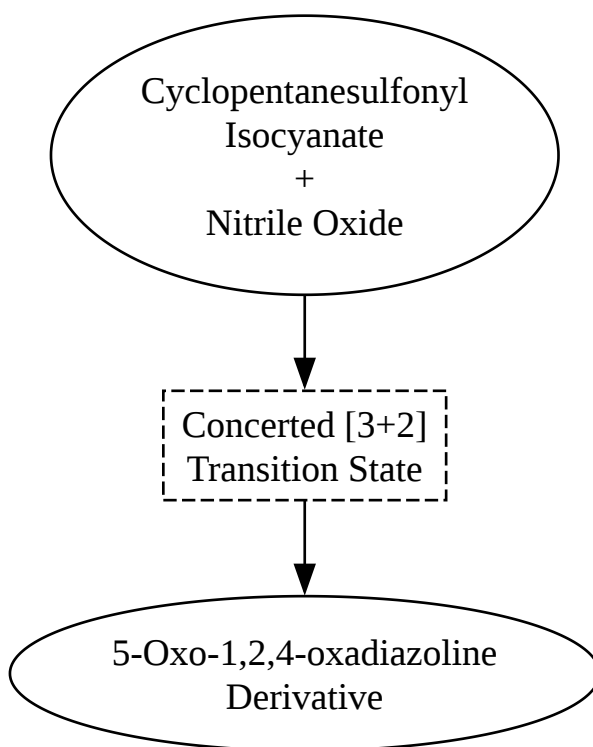 Cyclopentanesulfonyl
Isocyanate
+
Nitrile Oxide
Concerted [3+2]
Transition State
5-Oxo-1,2,4-oxadiazoline
Derivative